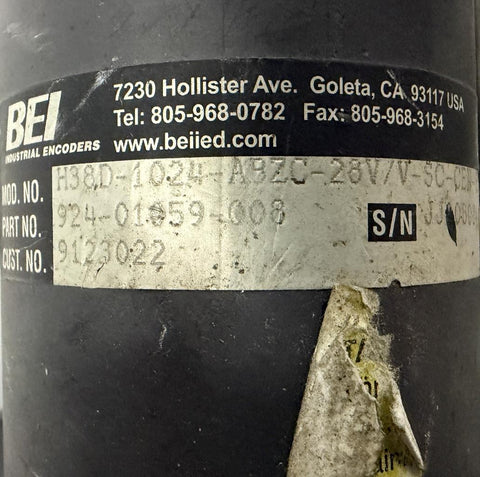 BEI
INDUSTRIAL ENCODERS
7230 Hollister Ave. Goleta, CA 93117 USA
Tel: 805-968-0782 Fax: 805-968-3154
www.beiied.com
MOD. NO. H38D-1024-ABZC-28V/V-SC-
PART NO. 924-01059-008 S/N
CUST. NO. 9123022